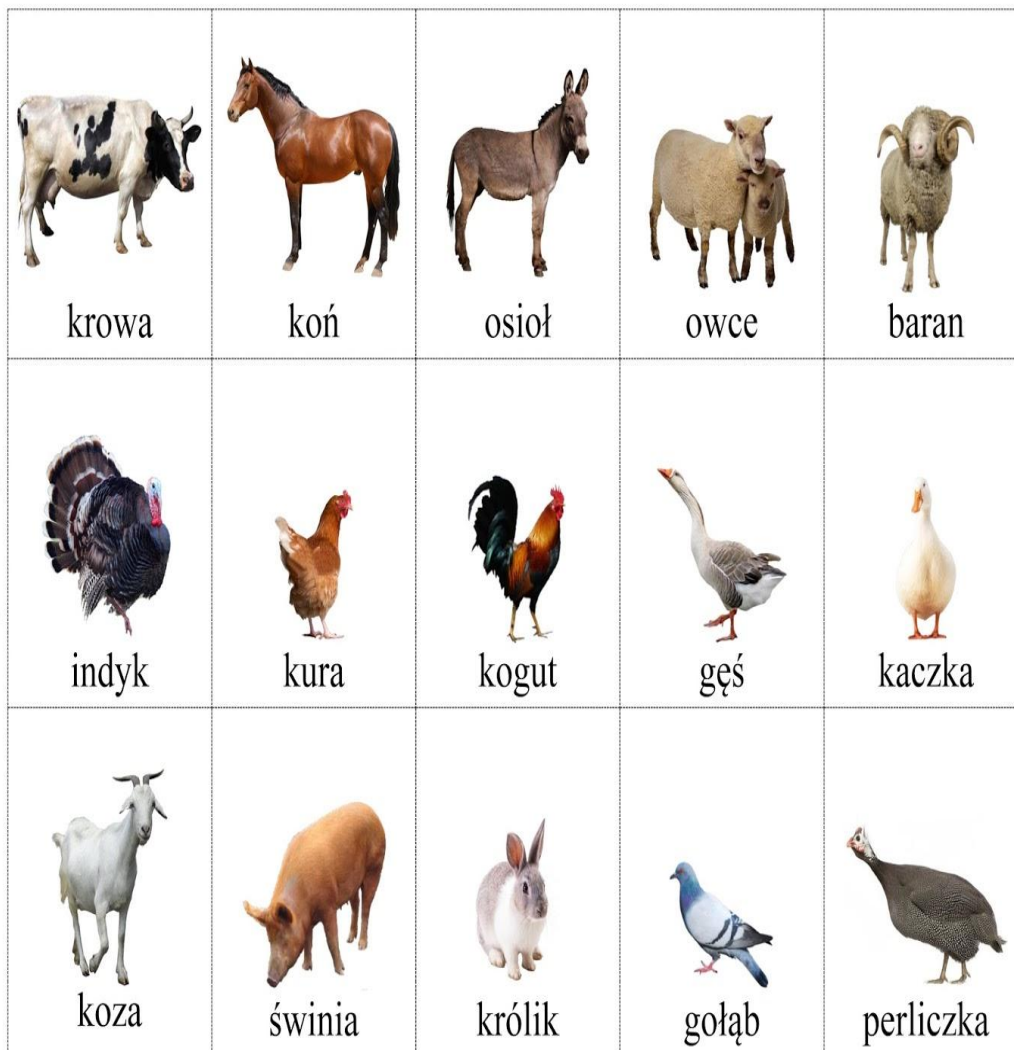 krowa koń osioł owce baran
indyk kura kogut gęś kaczka
koza świnia królik gołąb perliczka